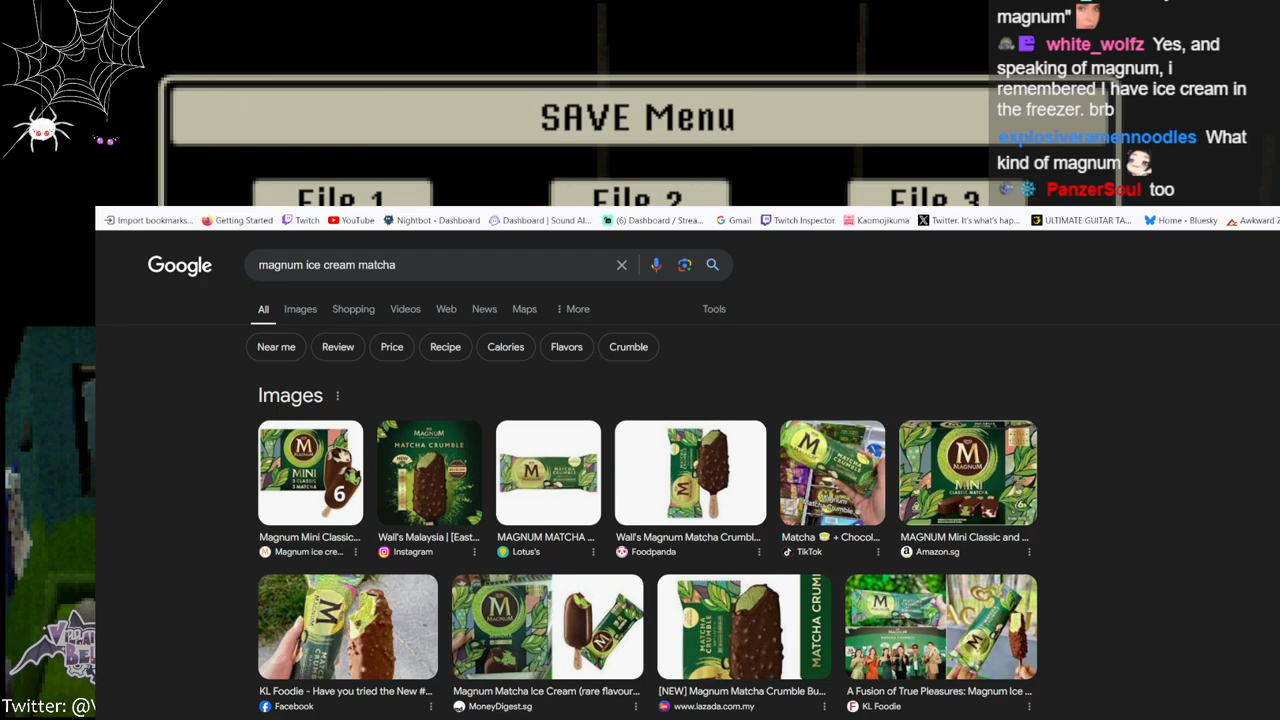 magnum"
white_wolfz Yes, and
speaking of magnum, i
remembered I have ice cream in
the freezer. brb
explosiveramennoodles What
kind of magnum
PanzerSoul too
SAVE Menu
File 1 File 2 File 3
Import bookmarks... Getting Started Twitch YouTube Nightbot - Dashboard Dashboard | Sound Al... (6) Dashboard / Strea... Gmail Twitch Inspector Kaomojikuma Twitter. It's what's hap... ULTIMATE GUITAR TA... Home - Bluesky Awkward Z
Google magnum ice cream matcha
All Images Shopping Videos Web News Maps More Tools
Near me Review Price Recipe Calories Flavors Crumble
Images
Magnum Mini Classic... Wall's Malaysia | [East... MAGNUM MATCHA ... Wall's Magnum Matcha Crumbl... Matcha 🍵 + Chocol... MAGNUM Mini Classic and ...
Magnum ice cre... Instagram Lotus's Foodpanda TikTok Amazon.sg
KL Foodie - Have you tried the New #... Magnum Matcha Ice Cream (rare flavour... [NEW] Magnum Matcha Crumble Bu... A Fusion of True Pleasures: Magnum Ice ...
Facebook MoneyDigest.sg www.lazada.com.my KL Foodie
Twitter: @V